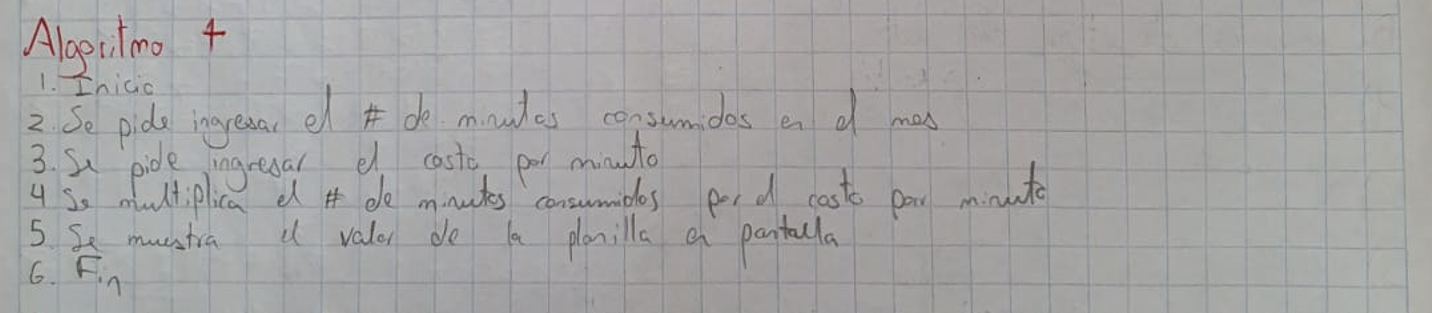 Algoritmo 4
1. Inicio
2. Se pide ingresar el # de minutos consumidos en el mes
3. Se pide ingresar el costo por minuto
4 Se multiplica el # de minutos consumidos por el costo por minuto
5. Se muestra el valor de la planilla en pantalla
6. Fin